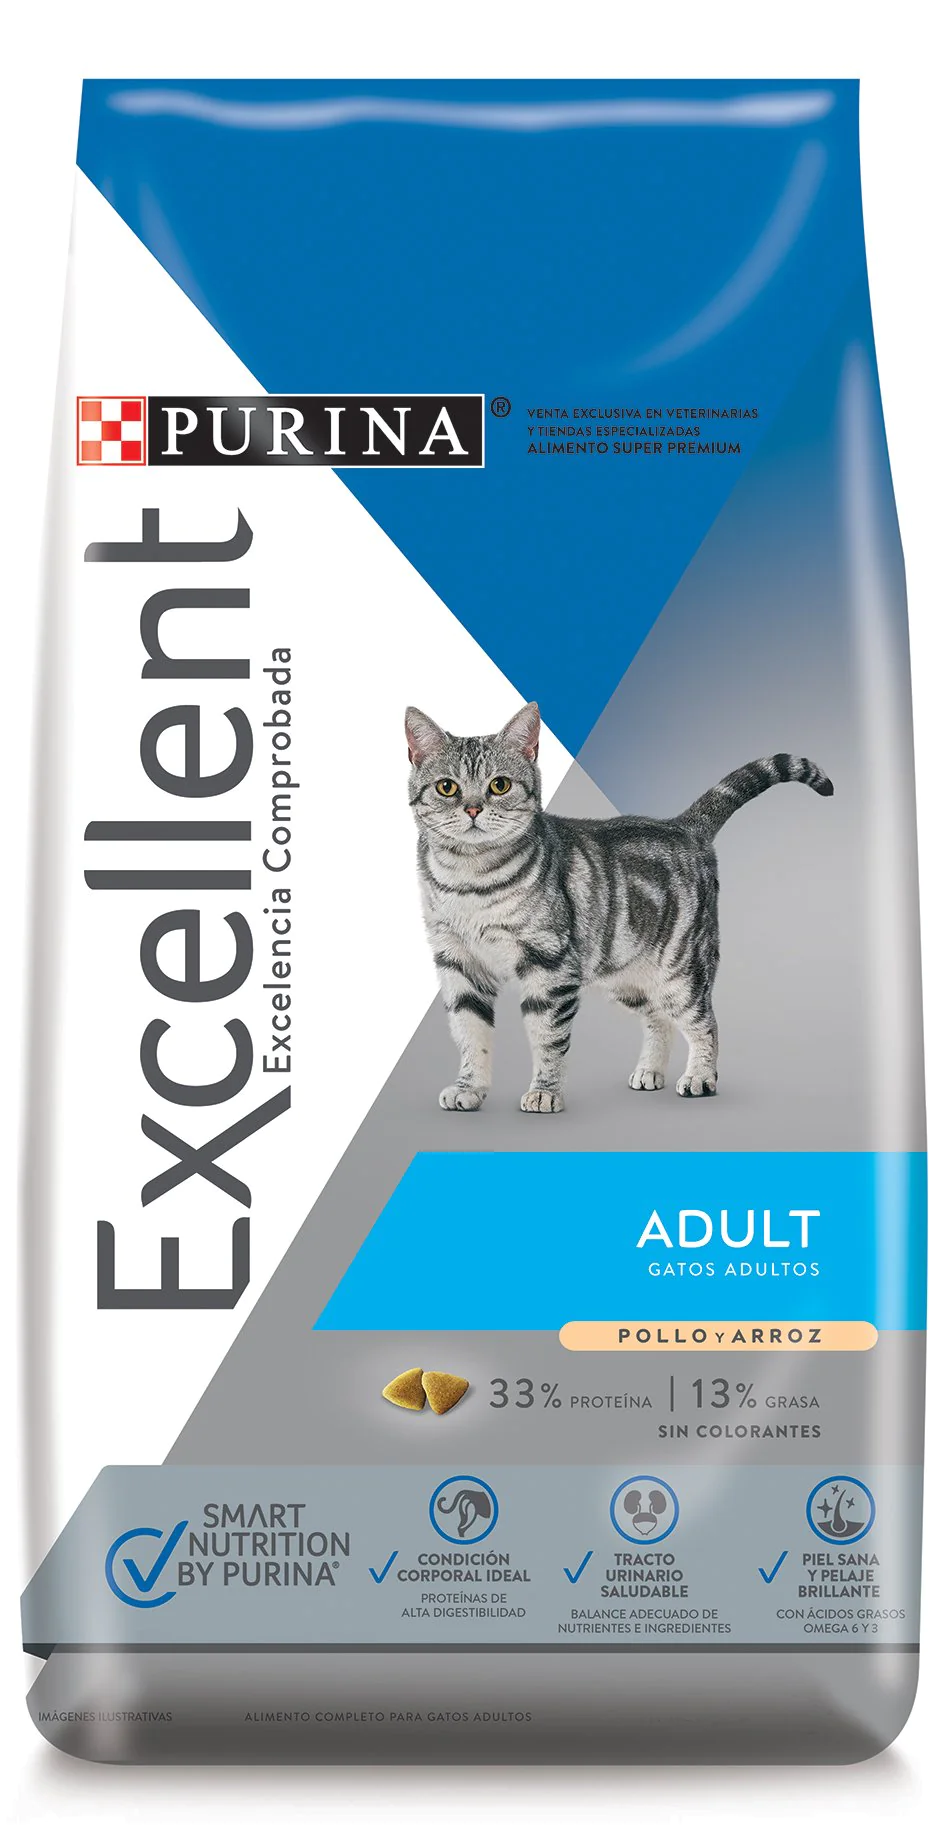 PURINA®
VENTA EXCLUSIVA EN VETERINARIAS
Y TIENDAS ESPECIALIZADAS
ALIMENTO SUPER PREMIUM
Excellent
Excelencia Comprobada
ADULT
GATOS ADULTOS
POLLO Y ARROZ
33% PROTEÍNA | 13% GRASA
SIN COLORANTES
SMART
NUTRITION
BY PURINA®
CONDICIÓN
CORPORAL IDEAL
PROTEÍNAS DE
ALTA DIGESTIBILIDAD
TRACTO
URINARIO
SALUDABLE
BALANCE ADECUADO DE
NUTRIENTES E INGREDIENTES
PIEL SANA
Y PELAJE
BRILLANTE
CON ÁCIDOS GRASOS
OMEGA 6 Y 3
IMÁGENES ILUSTRATIVAS
ALIMENTO COMPLETO PARA GATOS ADULTOS